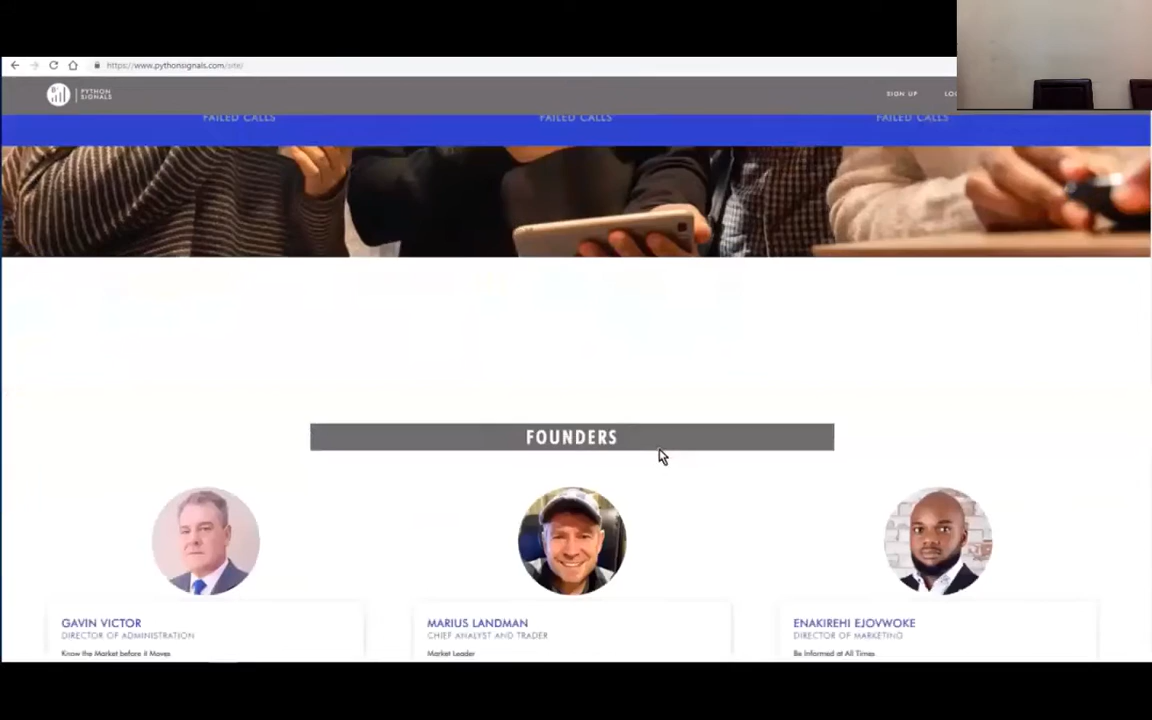 https://www.pythonsignals.com/site/
PYTHON
SIGNALS
SIGN UP
FAILED CALLS
FAILED CALLS
FAILED CALLS
FOUNDERS
GAVIN VICTOR
DIRECTOR OF ADMINISTRATION
Know the Market before it Moves
MARIUS LANDMAN
CHIEF ANALYST AND TRADER
Market Leader
ENAKIREHI EJOVWOKE
DIRECTOR OF MARKETING
Be Informed at All Times